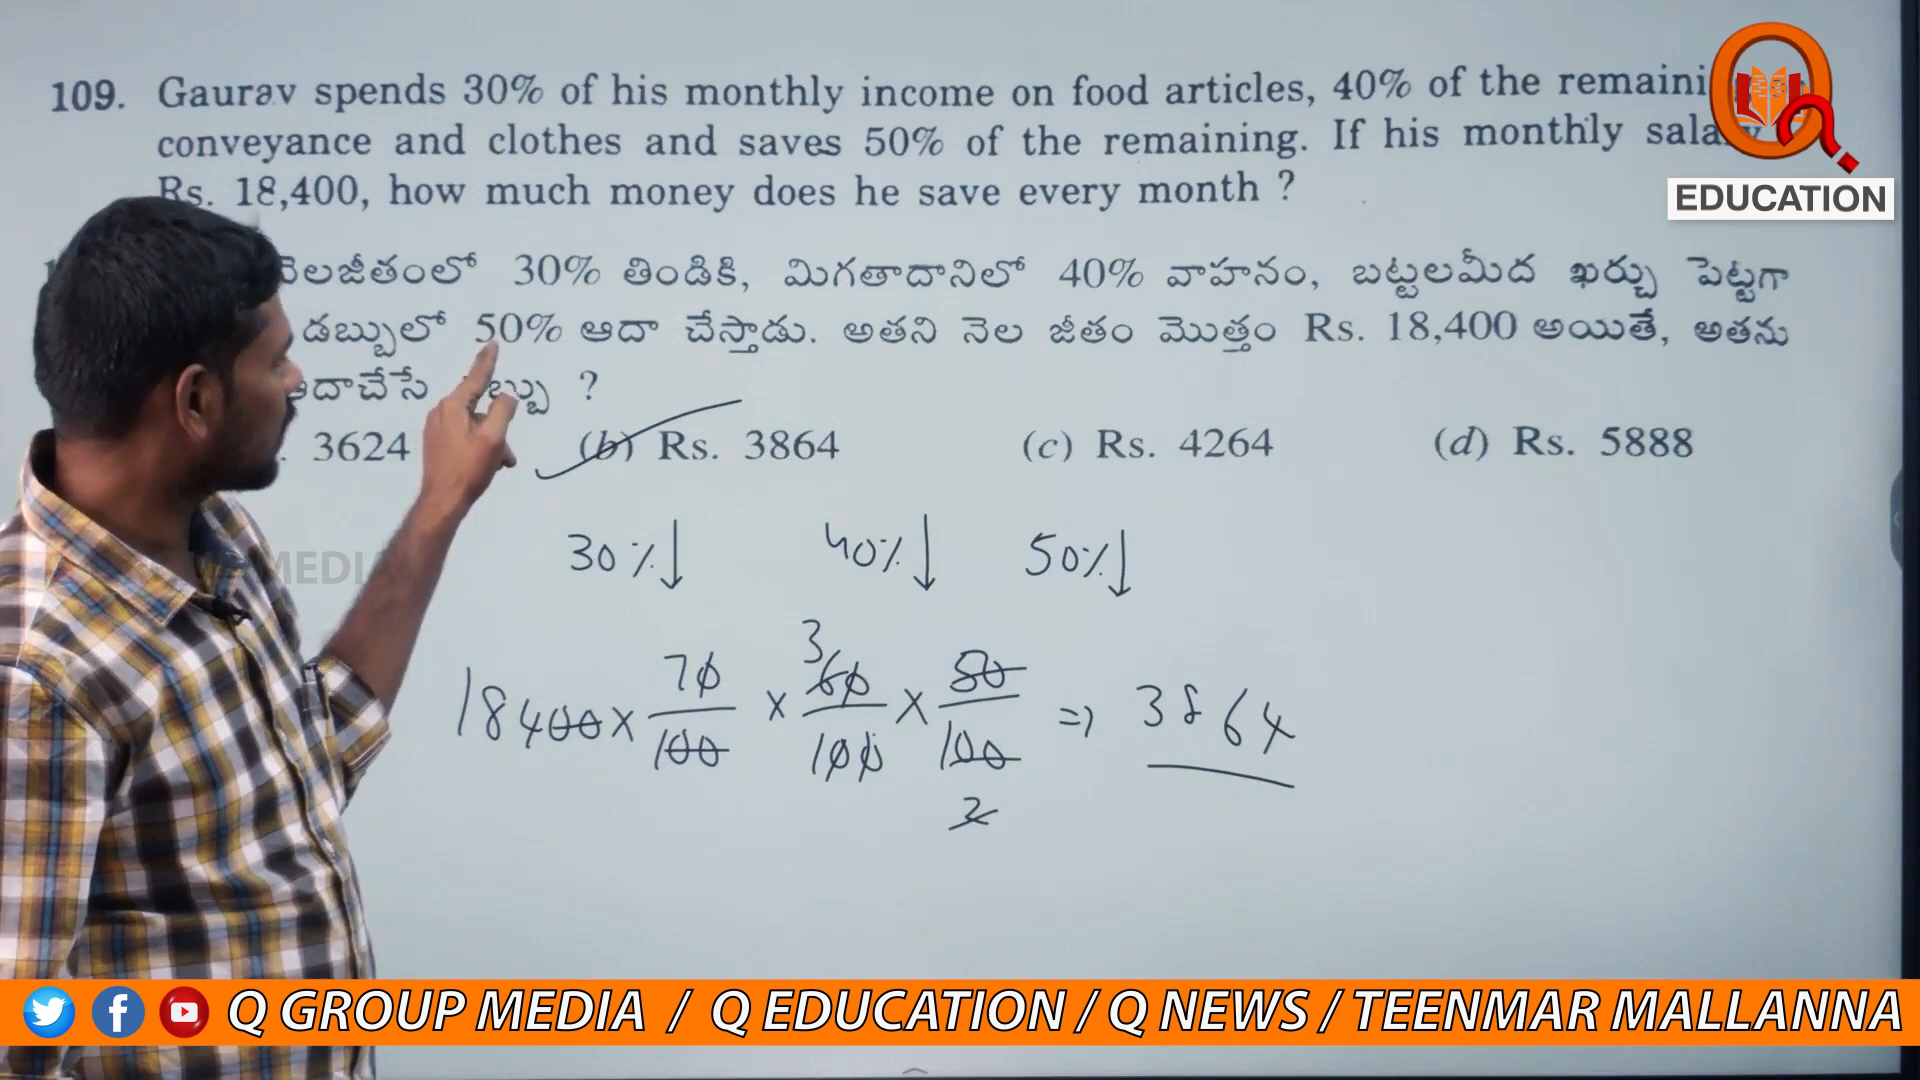 109. Gaurav spends 30% of his monthly income on food articles, 40% of the
conveyance and clothes and saves 50% of the remaining. If his monthly
Rs. 18,400, how much money does he save every month ?
EDUCATION
30% తిండికి, మిగతాదానిలో 40% వాహనం, బట్టలమీద ఖర్చు పెట్టగా
డబ్బులో 50% ఆదా చేస్తాడు. అతని నెల జీతం మొత్తం Rs. 18,400 అయితే, అతను
?
3624 (b) Rs. 3864 (c) Rs. 4264 (d) Rs. 5888
30%↓ 40%↓ 50%↓
18400 × 70/100 × 60/100 × 50/100 ⇒ 3864
3
2
MEDIA
Q GROUP MEDIA / Q EDUCATION / Q NEWS / TEENMAR MALLANNA